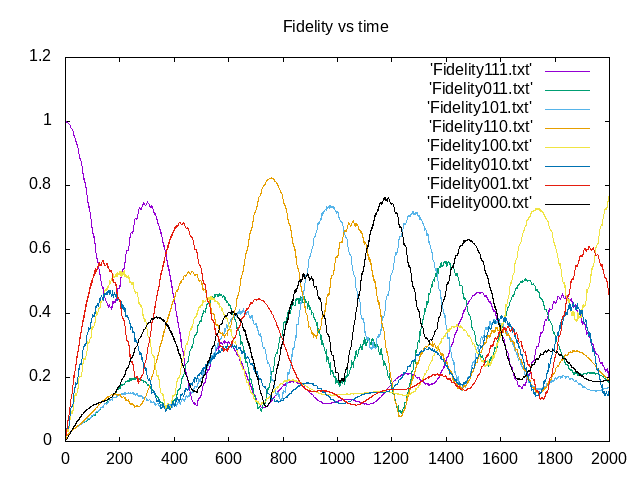 Fidelity vs time
1.2
1
0.8
0.6
0.4
0.2
0
0 200 400 600 800 1000 1200 1400 1600 1800 2000
'Fidelity111.txt'
'Fidelity011.txt'
'Fidelity101.txt'
'Fidelity110.txt'
'Fidelity100.txt'
'Fidelity010.txt'
'Fidelity001.txt'
'Fidelity000.txt'